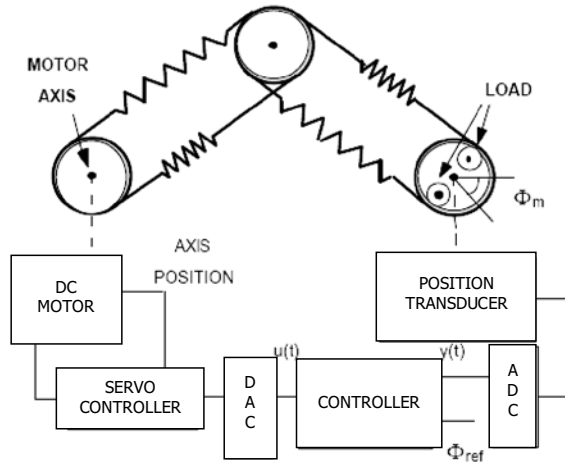 MOTOR
AXIS
LOAD
Φm
AXIS
POSITION
DC
MOTOR
POSITION
TRANSDUCER
SERVO
CONTROLLER
D
A
C
u(t)
CONTROLLER
y(t)
A
D
C
Φref